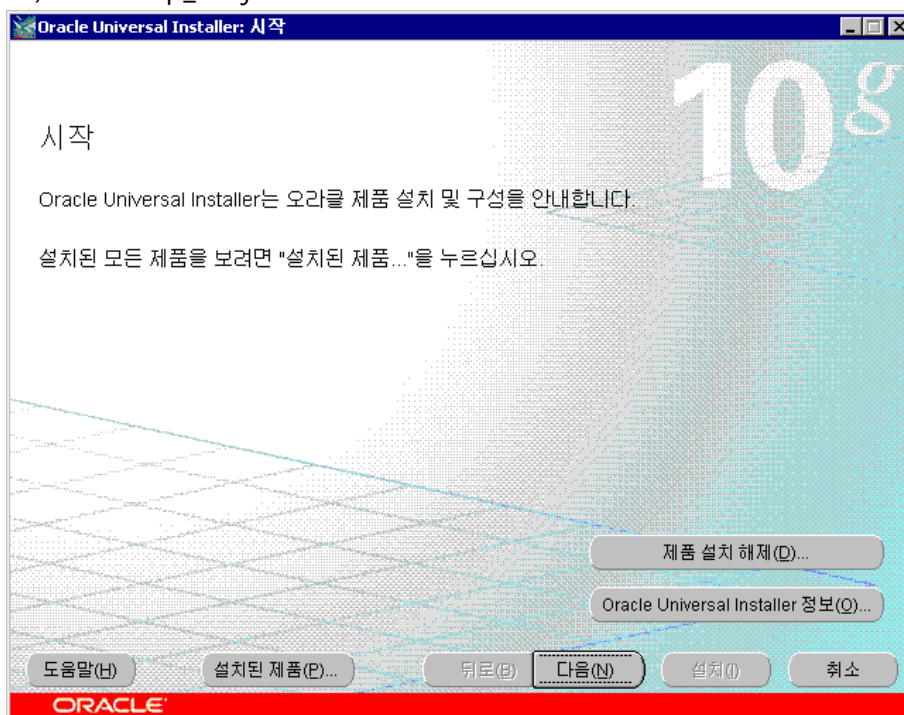 Oracle Universal Installer: 시작
10g
시작
Oracle Universal Installer는 오라클 제품 설치 및 구성을 안내합니다.
설치된 모든 제품을 보려면 "설치된 제품..."을 누르십시오.
제품 설치 해제(D)...
Oracle Universal Installer 정보(O)...
도움말(H) 설치된 제품(P)... 뒤로(B) 다음(N) 설치(I) 취소
ORACLE